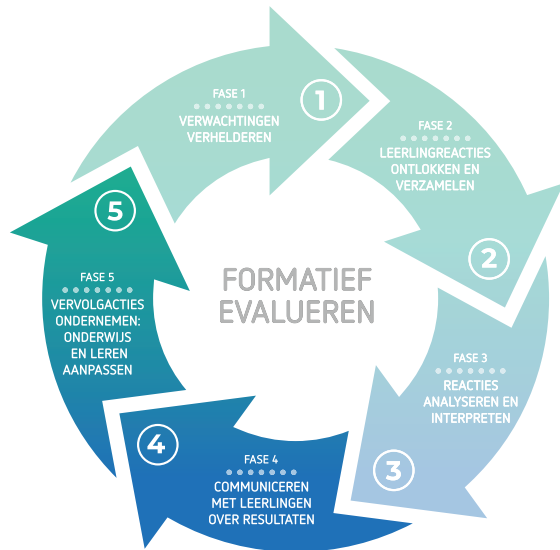 FASE 1
1
VERWACHTINGEN
VERHELDEREN
FASE 2
LEERLINGREACTIES
ONTLOKKEN EN
VERZAMELEN
2
FASE 3
REACTIES
ANALYSEREN EN
INTERPRETEN
3
FASE 4
COMMUNICEREN
MET LEERLINGEN
OVER RESULTATEN
4
FASE 5
VERVOLGACTIES
ONDERNEMEN:
ONDERWIJS
EN LEREN
AANPASSEN
5
FORMATIEF
EVALUEREN